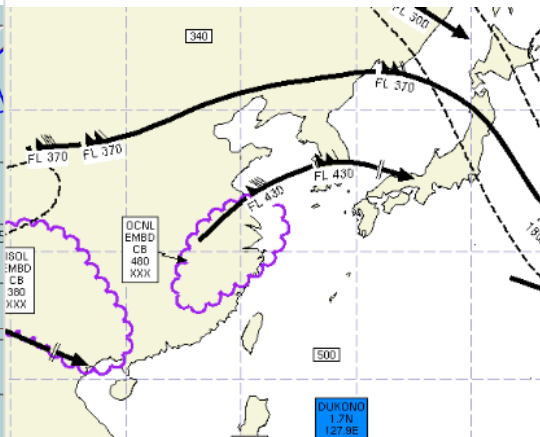 FL 300
340
FL 370
FL 370
FL 370
FL 430
FL 430
OCNL
EMBD
CB
480
XXX
ISOL
EMBD
CB
380
XXX
500
DUKONO
1.7N
127.9E